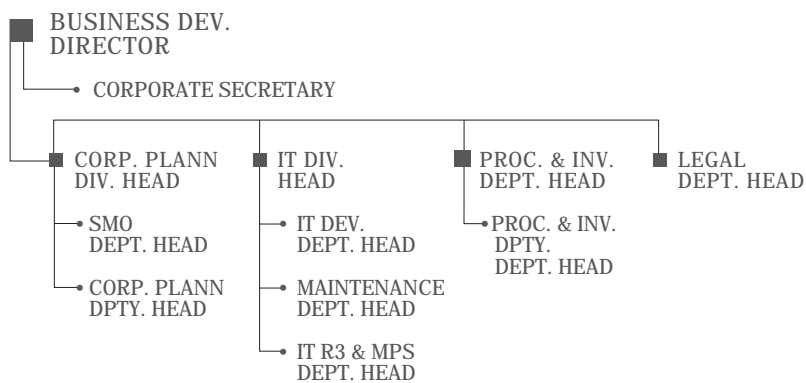 BUSINESS DEV.
DIRECTOR
CORPORATE SECRETARY
CORP. PLANN
DIV. HEAD
IT DIV.
HEAD
PROC. & INV.
DEPT. HEAD
LEGAL
DEPT. HEAD
SMO
DEPT. HEAD
IT DEV.
DEPT. HEAD
PROC. & INV.
DPTY.
DEPT. HEAD
CORP. PLANN
DPTY. HEAD
MAINTENANCE
DEPT. HEAD
IT R3 & MPS
DEPT. HEAD